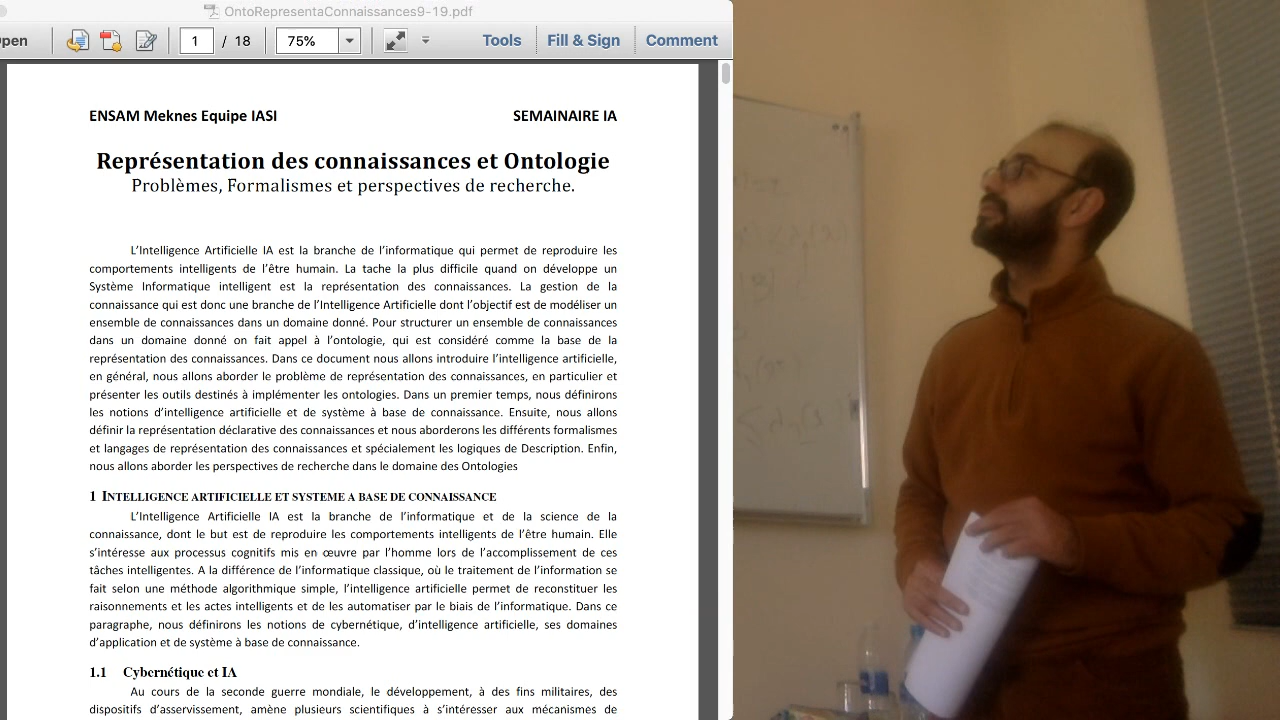 OntoRepresentaConnaissances9-19.pdf
pen
1 / 18
75%
Tools
Fill & Sign
Comment
ENSAM Meknes Equipe IASI SEMAINAIRE IA
Représentation des connaissances et Ontologie
Problèmes, Formalismes et perspectives de recherche.
L’Intelligence Artificielle IA est la branche de l’informatique qui permet de reproduire les
comportements intelligents de l’être humain. La tache la plus difficile quand on développe un
Système Informatique intelligent est la représentation des connaissances. La gestion de la
connaissance qui est donc une branche de l’Intelligence Artificielle dont l’objectif est de modéliser un
ensemble de connaissances dans un domaine donné. Pour structurer un ensemble de connaissances
dans un domaine donné on fait appel à l’ontologie, qui est considéré comme la base de la
représentation des connaissances. Dans ce document nous allons introduire l’intelligence artificielle,
en général, nous allons aborder le problème de représentation des connaissances, en particulier et
présenter les outils destinés à implémenter les ontologies. Dans un premier temps, nous définirons
les notions d’intelligence artificielle et de système à base de connaissance. Ensuite, nous allons
définir la représentation déclarative des connaissances et nous aborderons les différents formalismes
et langages de représentation des connaissances et spécialement les logiques de Description. Enfin,
nous allons aborder les perspectives de recherche dans le domaine des Ontologies
1 INTELLIGENCE ARTIFICIELLE ET SYSTEME A BASE DE CONNAISSANCE
L’Intelligence Artificielle IA est la branche de l’informatique et de la science de la
connaissance, dont le but est de reproduire les comportements intelligents de l’être humain. Elle
s’intéresse aux processus cognitifs mis en œuvre par l’homme lors de l’accomplissement de ces
tâches intelligentes. A la différence de l’informatique classique, où le traitement de l’information se
fait selon une méthode algorithmique simple, l’intelligence artificielle permet de reconstituer les
raisonnements et les actes intelligents et de les automatiser par le biais de l’informatique. Dans ce
paragraphe, nous définirons les notions de cybernétique, d’intelligence artificielle, ses domaines
d’application et de système à base de connaissance.
1.1 Cybernétique et IA
Au cours de la seconde guerre mondiale, le développement, à des fins militaires, des
dispositifs d’asservissement, amène plusieurs scientifiques à s’intéresser aux mécanismes de